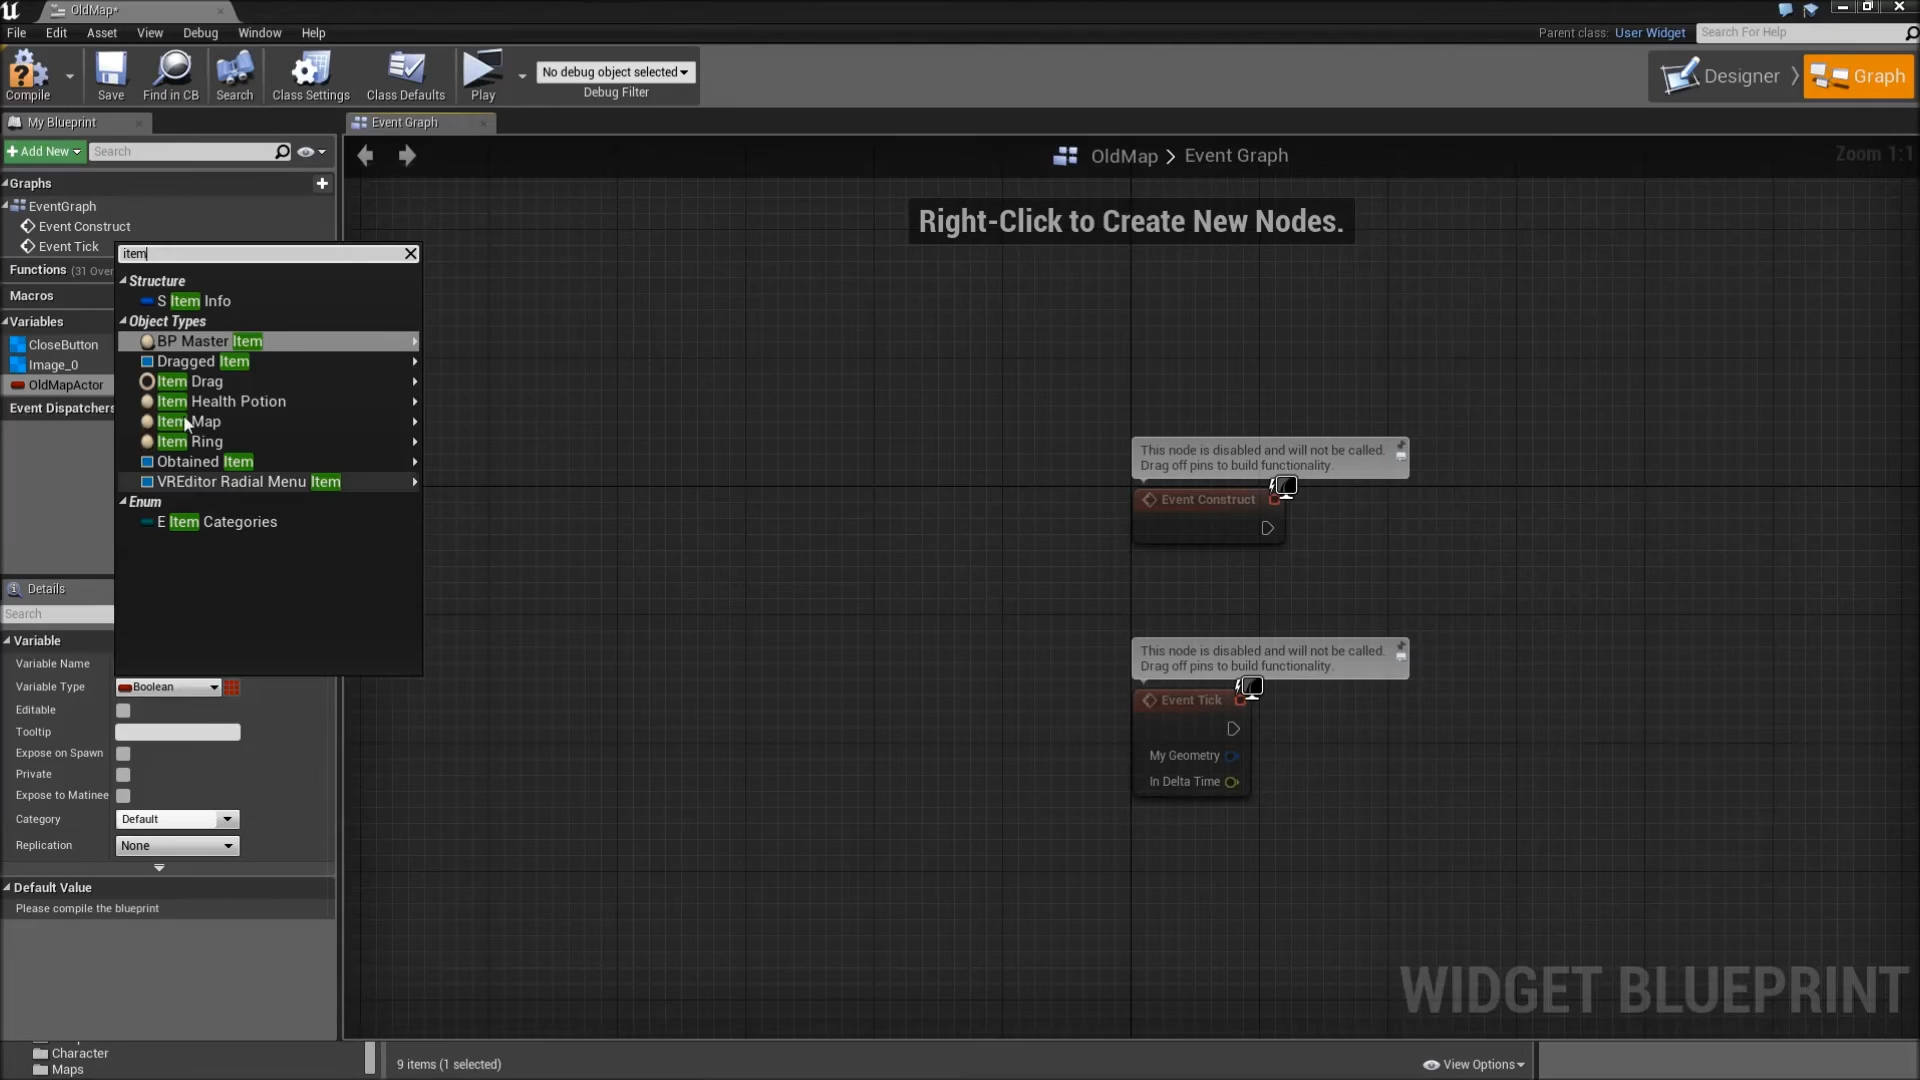 OldMap*
File Edit Asset View Debug Window Help
Parent class: User Widget Search For Help
Compile Save Find in CB Search Class Settings Class Defaults Play
No debug object selected
Debug Filter
Designer Graph
My Blueprint
Event Graph
+Add New Search
OldMap > Event Graph
Zoom 1:1
Graphs
EventGraph
Event Construct
Event Tick
Functions (31 Over
Macros
Variables
CloseButton
Image_0
OldMapActor
Event Dispatchers
item
Structure
S Item Info
Object Types
BP Master Item
Dragged Item
Item Drag
Item Health Potion
Item Map
Item Ring
Obtained Item
VREditor Radial Menu Item
Enum
E Item Categories
Right-Click to Create New Nodes.
This node is disabled and will not be called.
Drag off pins to build functionality.
Event Construct
This node is disabled and will not be called.
Drag off pins to build functionality.
Event Tick
My Geometry
In Delta Time
Details
Search
Variable
Variable Name
Variable Type Boolean
Editable
Tooltip
Expose on Spawn
Private
Expose to Matinee
Category Default
Replication None
Default Value
Please compile the blueprint
WIDGET BLUEPRINT
Character
Maps
9 items (1 selected)
View Options